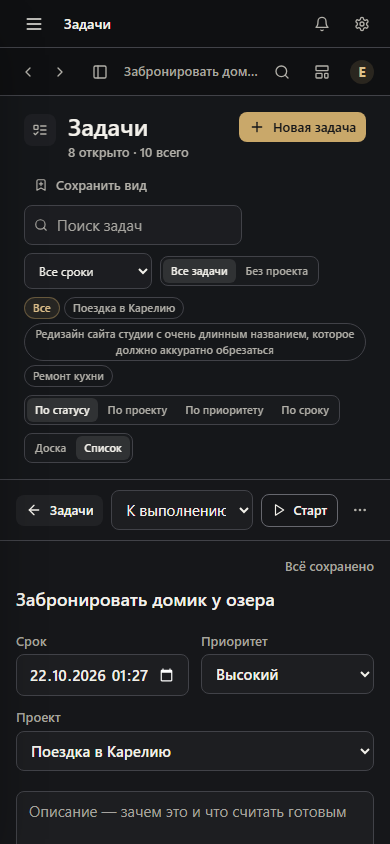 Задачи
Забронировать дом...
E
Задачи
Новая задача
8 открыто · 10 всего
Сохранить вид
Поиск задач
Все сроки
Все задачи
Без проекта
Все
Поездка в Карелию
Редизайн сайта студии с очень длинным названием, которое
должно аккуратно обрезаться
Ремонт кухни
По статусу
По проекту
По приоритету
По сроку
Доска
Список
Задачи
К выполнению
Старт
Всё сохранено
Забронировать домик у озера
Срок
Приоритет
22.10.2026 01:27
Высокий
Проект
Поездка в Карелию
Описание — зачем это и что считать готовым